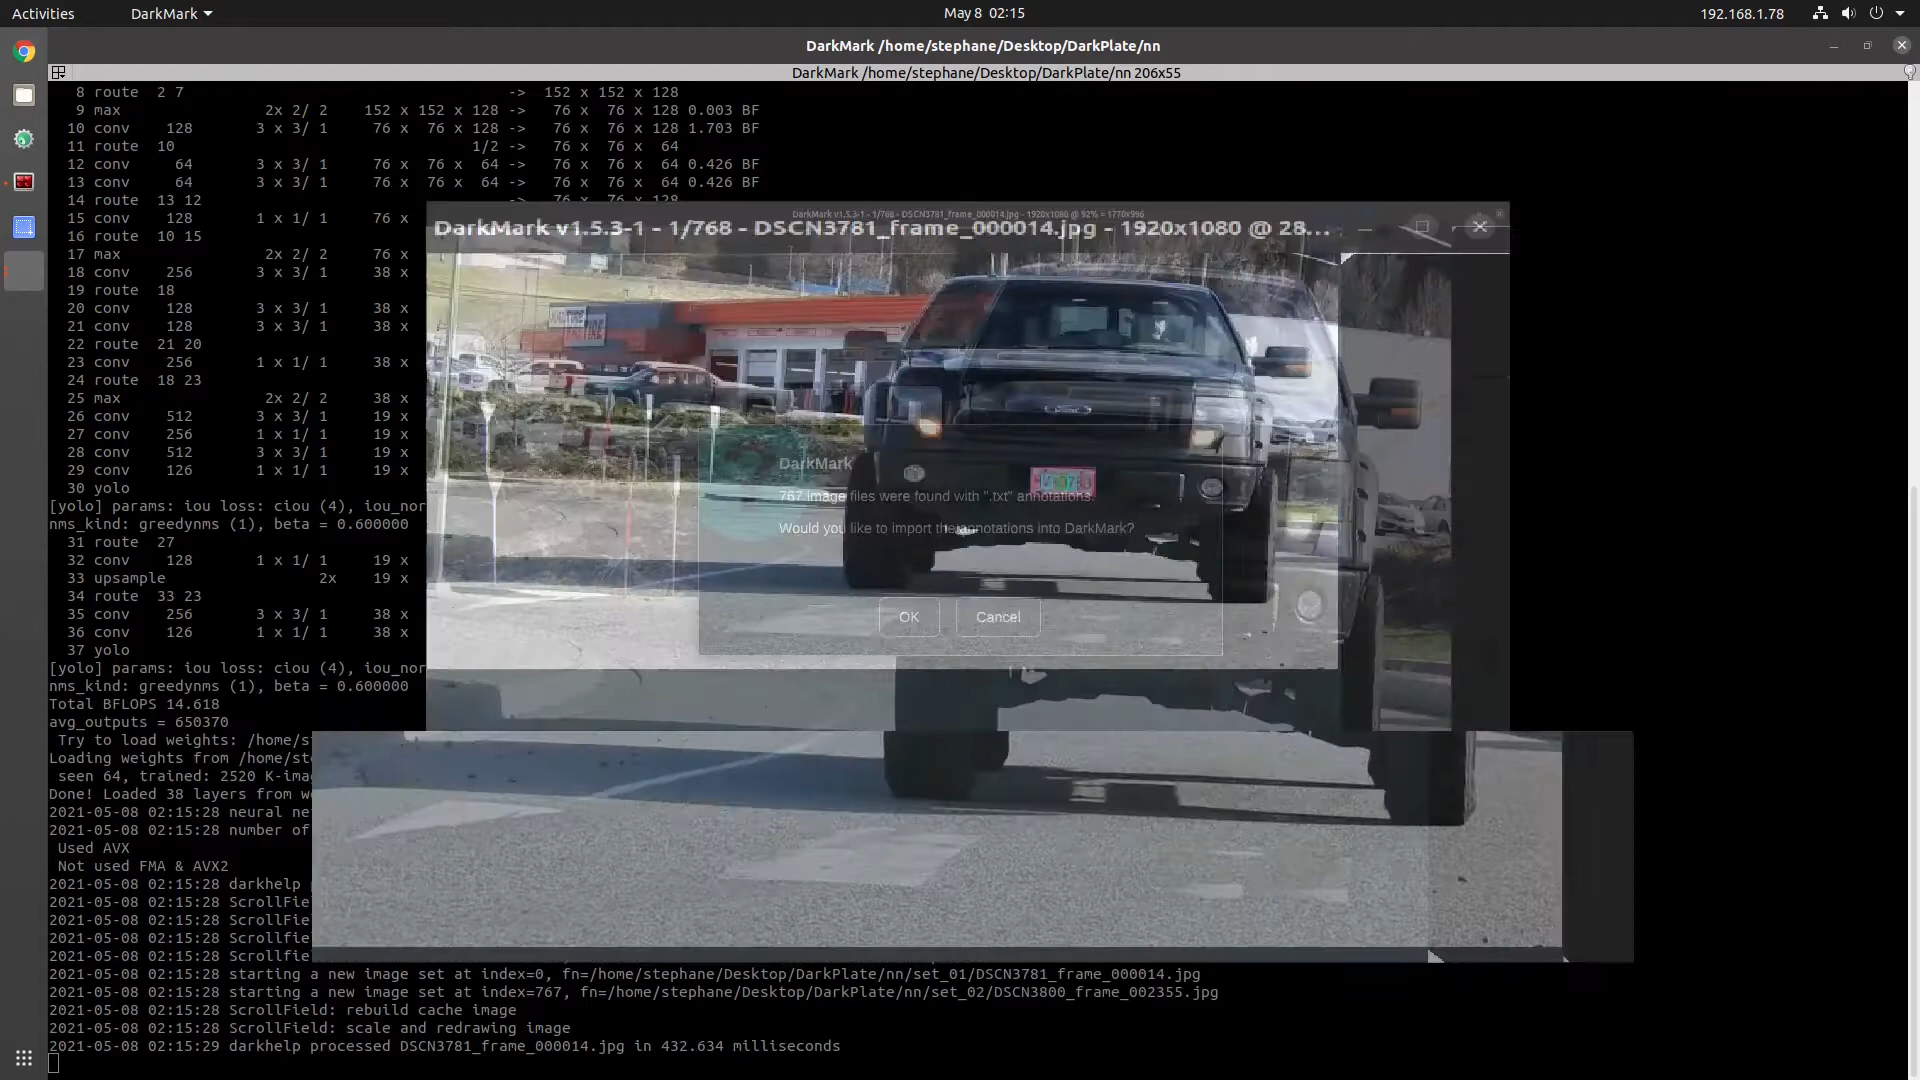 Activities
DarkMark
May 8 02:15
192.168.1.78
DarkMark /home/stephane/Desktop/DarkPlate/nn
DarkMark /home/stephane/Desktop/DarkPlate/nn 206x55
8 route 2 7 -> 152 x 152 x 128
9 max 2x 2/ 2 152 x 152 x 128 -> 76 x 76 x 128 0.003 BF
10 conv 128 3 x 3/ 1 76 x 76 x 128 -> 76 x 76 x 128 1.703 BF
11 route 10 1/2 -> 76 x 76 x 64
12 conv 64 3 x 3/ 1 76 x 76 x 64 -> 76 x 76 x 64 0.426 BF
13 conv 64 3 x 3/ 1 76 x 76 x 64 -> 76 x 76 x 64 0.426 BF
14 route 13 12 -> 76 x 76 x 128
15 conv 128 1 x 1/ 1 76 x
16 route 10 15
17 max 2x 2/ 2 76 x
18 conv 256 3 x 3/ 1 38 x
19 route 18
20 conv 128 3 x 3/ 1 38 x
21 conv 128 3 x 3/ 1 38 x
22 route 21 20
23 conv 256 1 x 1/ 1 38 x
24 route 18 23
25 max 2x 2/ 2 38 x
26 conv 512 3 x 3/ 1 19 x
27 conv 256 1 x 1/ 1 19 x
28 conv 512 3 x 3/ 1 19 x
29 conv 126 1 x 1/ 1 19 x
30 yolo
[yolo] params: iou loss: ciou (4), iou_nor
nms_kind: greedynms (1), beta = 0.600000
31 route 27
32 conv 128 1 x 1/ 1 19 x
33 upsample 2x 19 x
34 route 33 23
35 conv 256 3 x 3/ 1 38 x
36 conv 126 1 x 1/ 1 38 x
37 yolo
[yolo] params: iou loss: ciou (4), iou_nor
nms_kind: greedynms (1), beta = 0.600000
Total BFLOPS 14.618
avg_outputs = 650370
Try to load weights: /home/s
Loading weights from /home/ste
seen 64, trained: 2520 K-ima
Done! Loaded 38 layers from w
2021-05-08 02:15:28 neural ne
2021-05-08 02:15:28 number of
Used AVX
Not used FMA & AVX2
2021-05-08 02:15:28 darkhelp
2021-05-08 02:15:28 ScrollFie
2021-05-08 02:15:28 ScrollFie
2021-05-08 02:15:28 Scrollfie
2021-05-08 02:15:28 Scrollfie
2021-05-08 02:15:28 starting a new image set at index=0, fn=/home/stephane/Desktop/DarkPlate/nn/set_01/DSCN3781_frame_000014.jpg
2021-05-08 02:15:28 starting a new image set at index=767, fn=/home/stephane/Desktop/DarkPlate/nn/set_02/DSCN3800_frame_002355.jpg
2021-05-08 02:15:28 ScrollField: rebuild cache image
2021-05-08 02:15:28 ScrollField: scale and redrawing image
2021-05-08 02:15:29 darkhelp processed DSCN3781_frame_000014.jpg in 432.634 milliseconds
DarkMark v1.5.3-1 - 1/768 - DSCN3781_frame_000014.jpg - 1920x1080 @ 92% = 1770x996
DarkMark v1.5.3-1 - 1/768 - DSCN3781_frame_000014.jpg - 1920x1080 @ 28...
DarkMark
767 image files were found with ".txt" annotations.
Would you like to import the annotations into DarkMark?
OK
Cancel